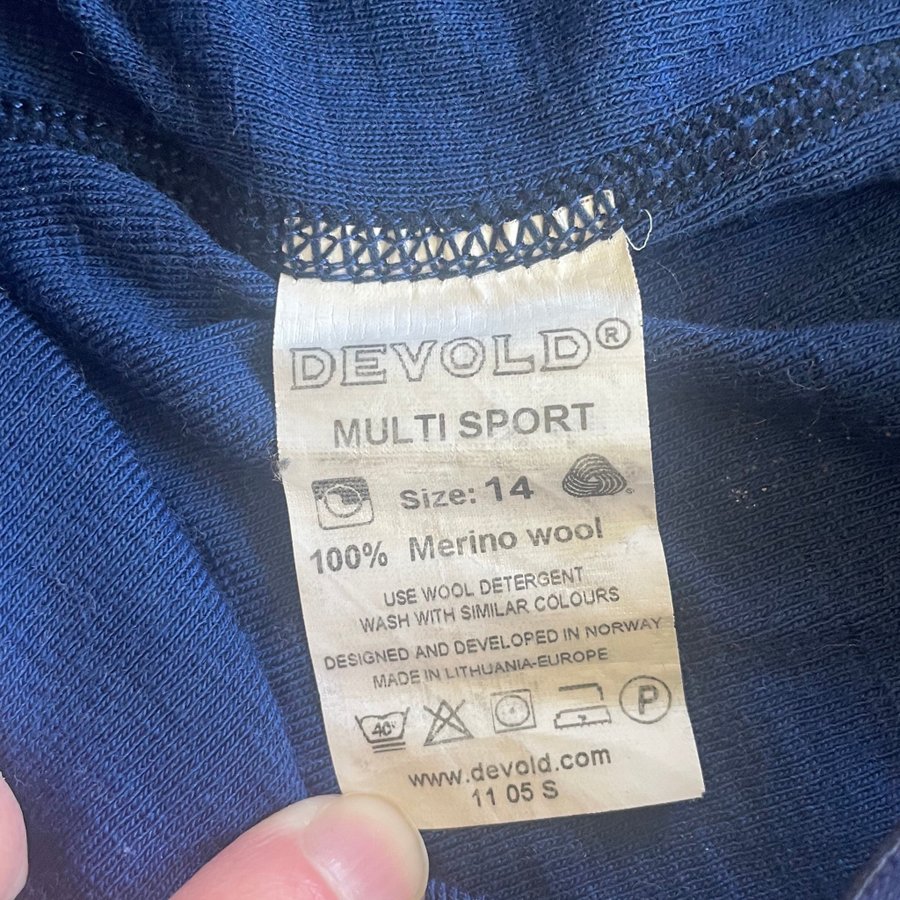 DEVOLD®
MULTI SPORT
Size: 14
100% Merino wool
USE WOOL DETERGENT
WASH WITH SIMILAR COLOURS
DESIGNED AND DEVELOPED IN NORWAY
MADE IN LITHUANIA-EUROPE
40° P
www.devold.com
11 05 S